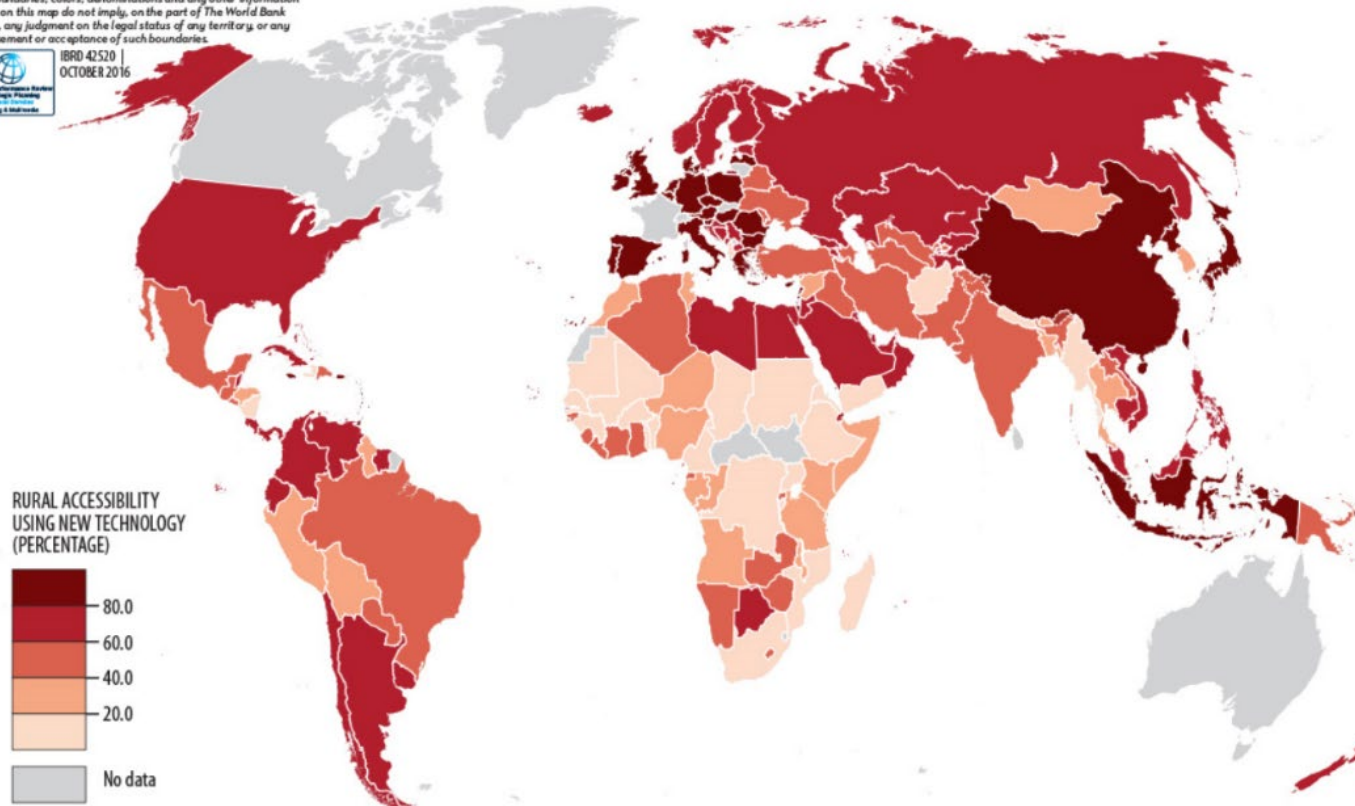 on this map do not imply, on the part of The World Bank
, any judgment on the legal status of any territory, or any
ement or acceptance of such boundaries.
IBRD 42520 |
OCTOBER 2016
RURAL ACCESSIBILITY
USING NEW TECHNOLOGY
(PERCENTAGE)
80.0
60.0
40.0
20.0
No data